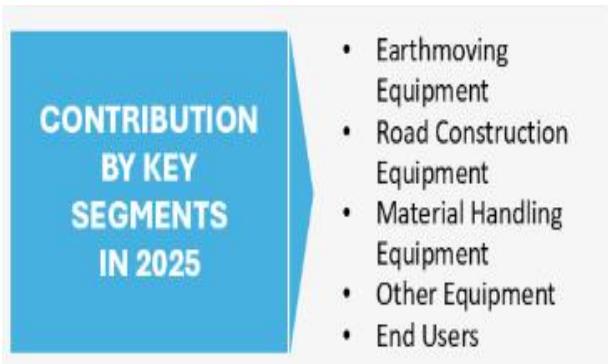 CONTRIBUTION
BY KEY
SEGMENTS
IN 2025
• Earthmoving
Equipment
• Road Construction
Equipment
• Material Handling
Equipment
• Other Equipment
• End Users